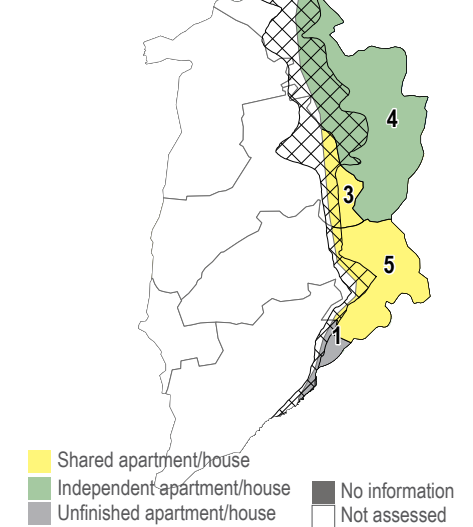 4
3
5
1
Shared apartment/house
Independent apartment/house
Unfinished apartment/house
No information
Not assessed